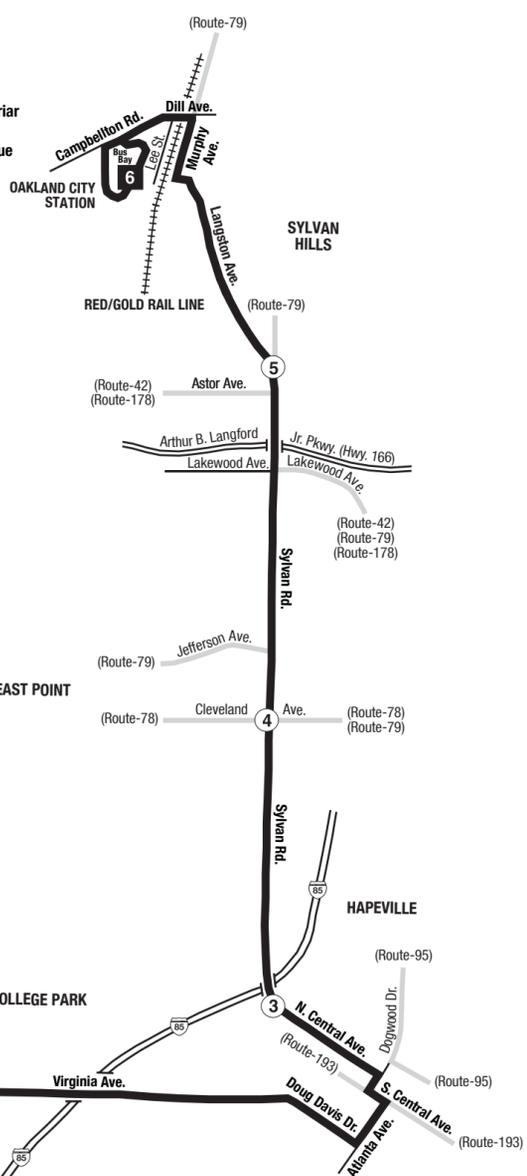 (Route-79)
riar
ue
Dill Ave.
Campbellton Rd.
Bus
Bay
6
Lee St.
Murphy
Ave.
OAKLAND CITY
STATION
Langston Ave.
SYLVAN
HILLS
RED/GOLD RAIL LINE
(Route-79)
5
(Route-42)
(Route-178)
Astor Ave.
Arthur B. Langford
Jr. Pkwy. (Hwy. 166)
Lakewood Ave.
Lakewood Ave.
(Route-42)
(Route-79)
(Route-178)
Sylvan Rd.
Jefferson Ave.
(Route-79)
EAST POINT
(Route-78)
Cleveland
4
Ave.
(Route-78)
(Route-79)
Sylvan Rd.
85
HAPEVILLE
(Route-95)
OLLEGE PARK
3
85
N. Central Ave.
Dogwood Dr.
(Route-193)
(Route-95)
Virginia Ave.
Doug Davis Dr.
S. Central Ave.
(Route-193)
Atlanta Ave.
85